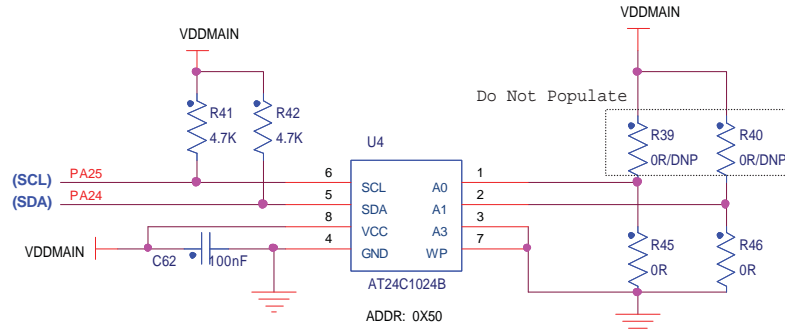 VDDMAIN
VDDMAIN
Do Not Populate
R41
4.7K
R42
4.7K
R39
0R/DNP
R40
0R/DNP
U4
(SCL) PA25
(SDA) PA24
6 SCL A0 1
5 SDA A1 2
8 VCC A3 3
4 GND WP 7
VDDMAIN
C62 100nF
R45
0R
R46
0R
AT24C1024B
ADDR: 0X50